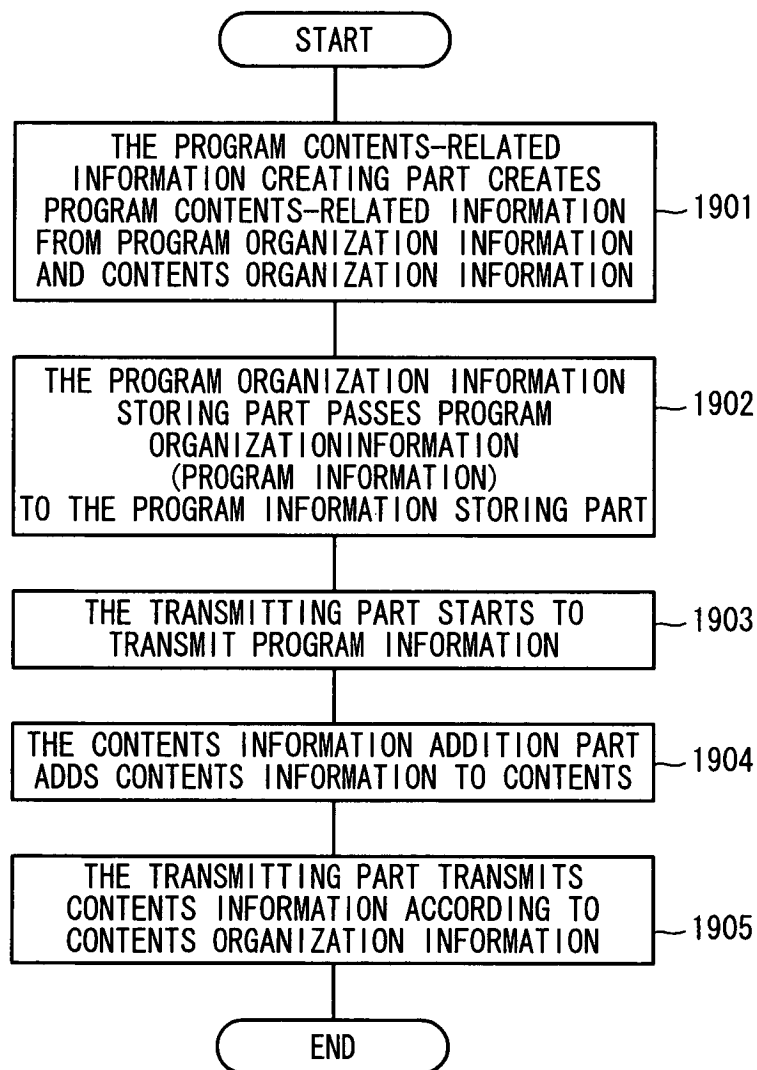 START
THE PROGRAM CONTENTS-RELATED
INFORMATION CREATING PART CREATES
PROGRAM CONTENTS-RELATED INFORMATION
FROM PROGRAM ORGANIZATION INFORMATION
AND CONTENTS ORGANIZATION INFORMATION
1901
THE PROGRAM ORGANIZATION INFORMATION
STORING PART PASSES PROGRAM
ORGANIZATIONINFORMATION
(PROGRAM INFORMATION)
TO THE PROGRAM INFORMATION STORING PART
1902
THE TRANSMITTING PART STARTS TO
TRANSMIT PROGRAM INFORMATION
1903
THE CONTENTS INFORMATION ADDITION PART
ADDS CONTENTS INFORMATION TO CONTENTS
1904
THE TRANSMITTING PART TRANSMITS
CONTENTS INFORMATION ACCORDING TO
CONTENTS ORGANIZATION INFORMATION
1905
END